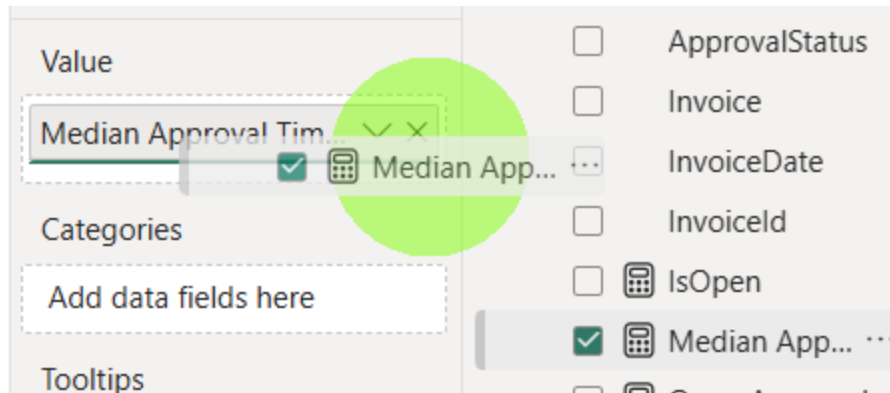 Value
Median Approval Tim...
Median App... ...
Categories
Add data fields here
Tooltips
ApprovalStatus
Invoice
InvoiceDate
InvoiceId
IsOpen
Median App... ...